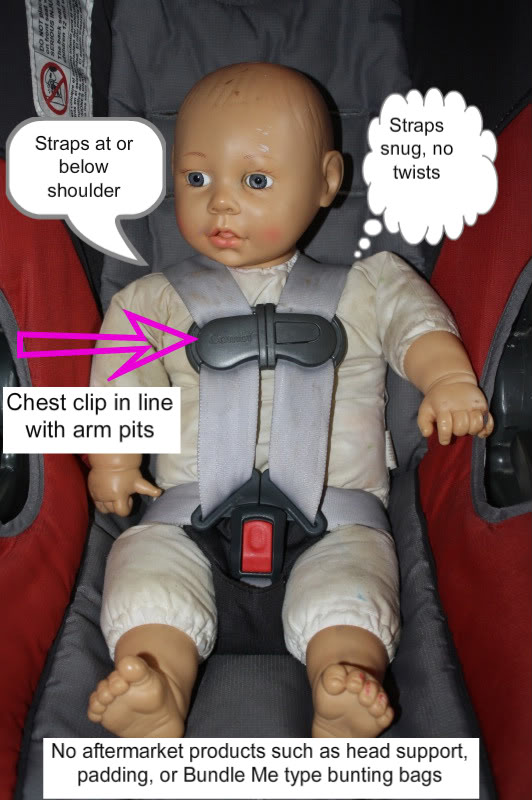 Straps at or
below
shoulder
Straps
snug, no
twists
Chest clip in line
with arm pits
No aftermarket products such as head support,
padding, or Bundle Me type bunting bags